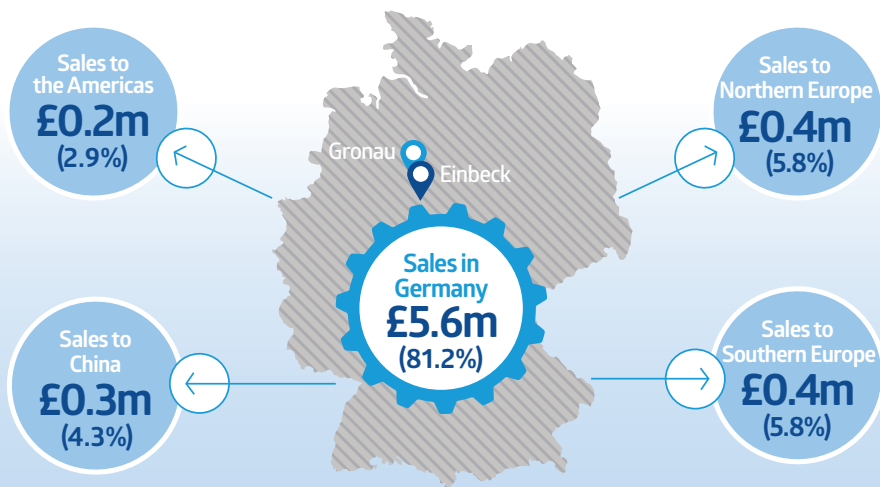 Sales to
the Americas
£0.2m
(2.9%)
Sales to
Northern Europe
£0.4m
(5.8%)
Gronau
Einbeck
Sales in
Germany
£5.6m
(81.2%)
Sales to
China
£0.3m
(4.3%)
Sales to
Southern Europe
£0.4m
(5.8%)